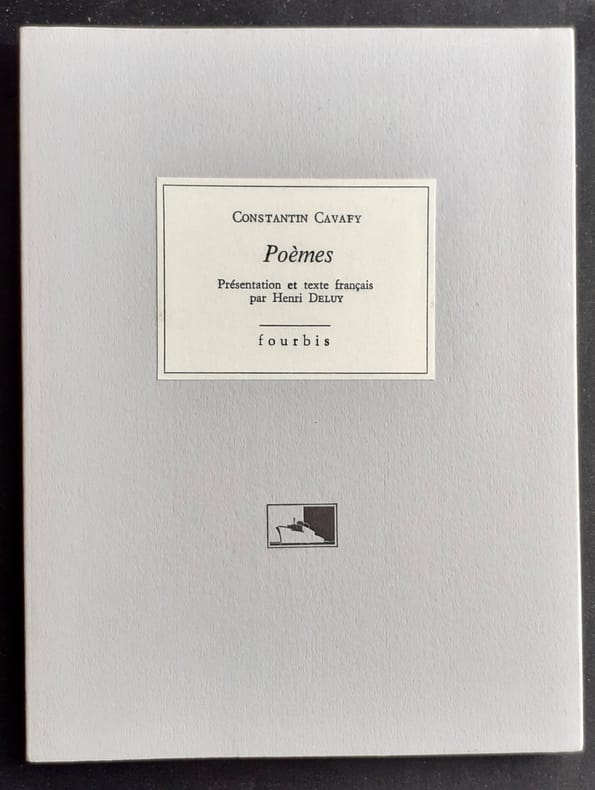 CONSTANTIN CAVAFY
Poèmes
Présentation et texte français
par Henri DELUY
fourbis